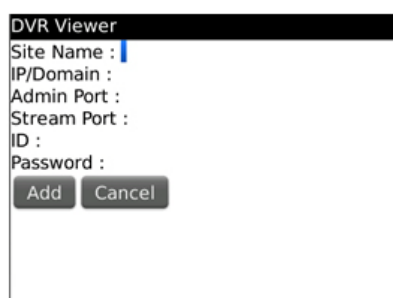 DVR Viewer
Site Name :
IP/Domain :
Admin Port :
Stream Port :
ID :
Password :
Add Cancel